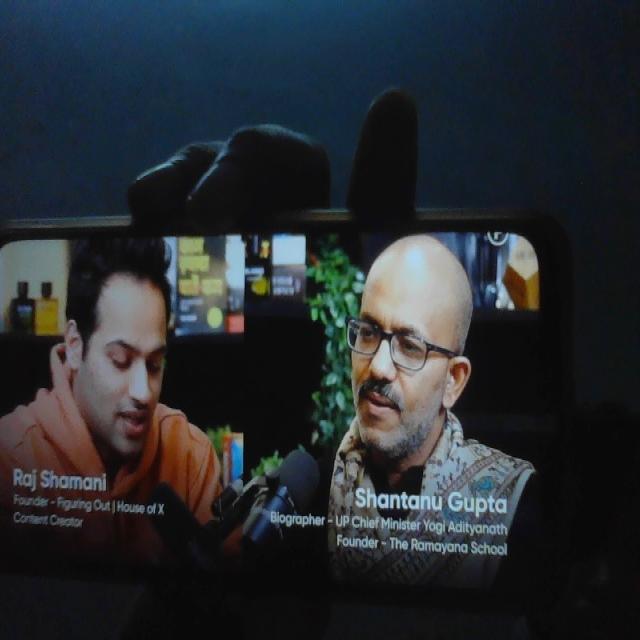 Raj Shamani
Founder - Figuring Out | House of X
Content Creator
Shantanu Gupta
Biographer - UP Chief Minister Yogi Adityanath
Founder - The Ramayana School